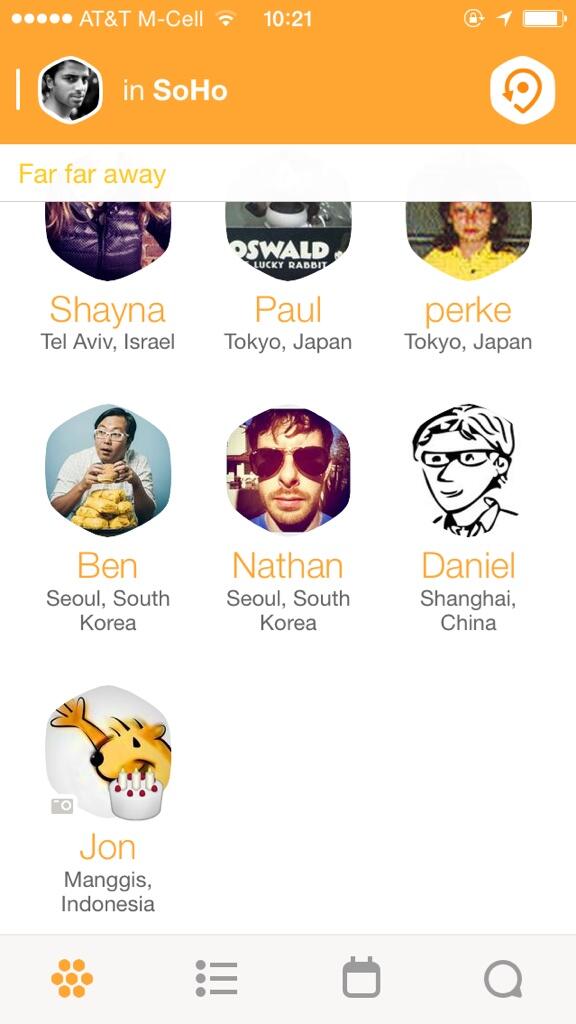 AT&T M-Cell 10:21
in SoHo
Far far away
OSWALD
LUCKY RABBIT
Shayna Paul perke
Tel Aviv, Israel Tokyo, Japan Tokyo, Japan
Ben Nathan Daniel
Seoul, South Seoul, South Shanghai,
Korea Korea China
Jon
Manggis,
Indonesia